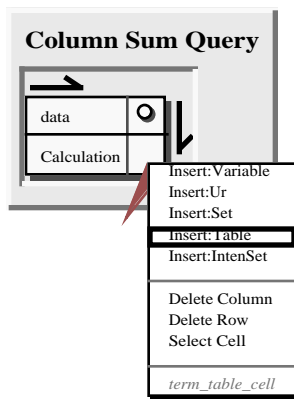 Column Sum Query
data
Calculation
Insert:Variable
Insert:Ur
Insert:Set
Insert:Table
Insert:IntenSet
Delete Column
Delete Row
Select Cell
term_table_cell